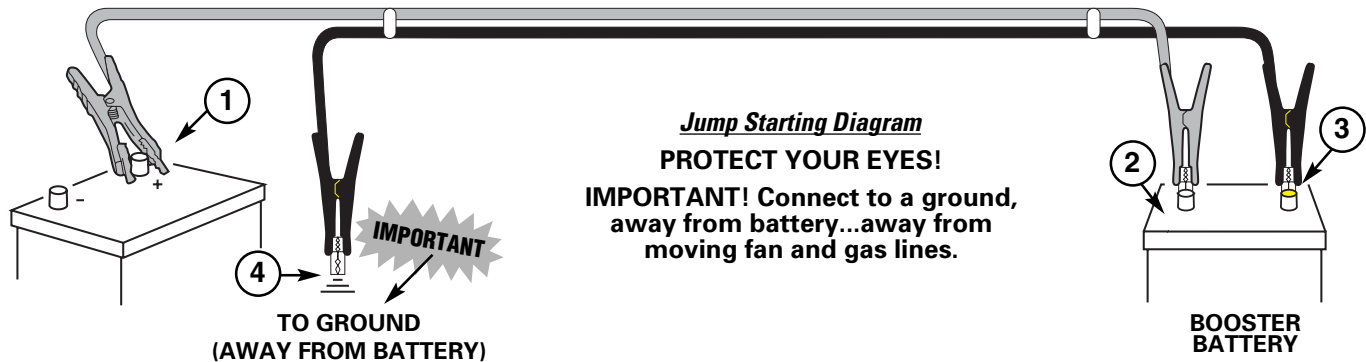 1
+
-
4
IMPORTANT
TO GROUND
(AWAY FROM BATTERY)
Jump Starting Diagram
PROTECT YOUR EYES!
IMPORTANT! Connect to a ground,
away from battery...away from
moving fan and gas lines.
2
3
BOOSTER
BATTERY